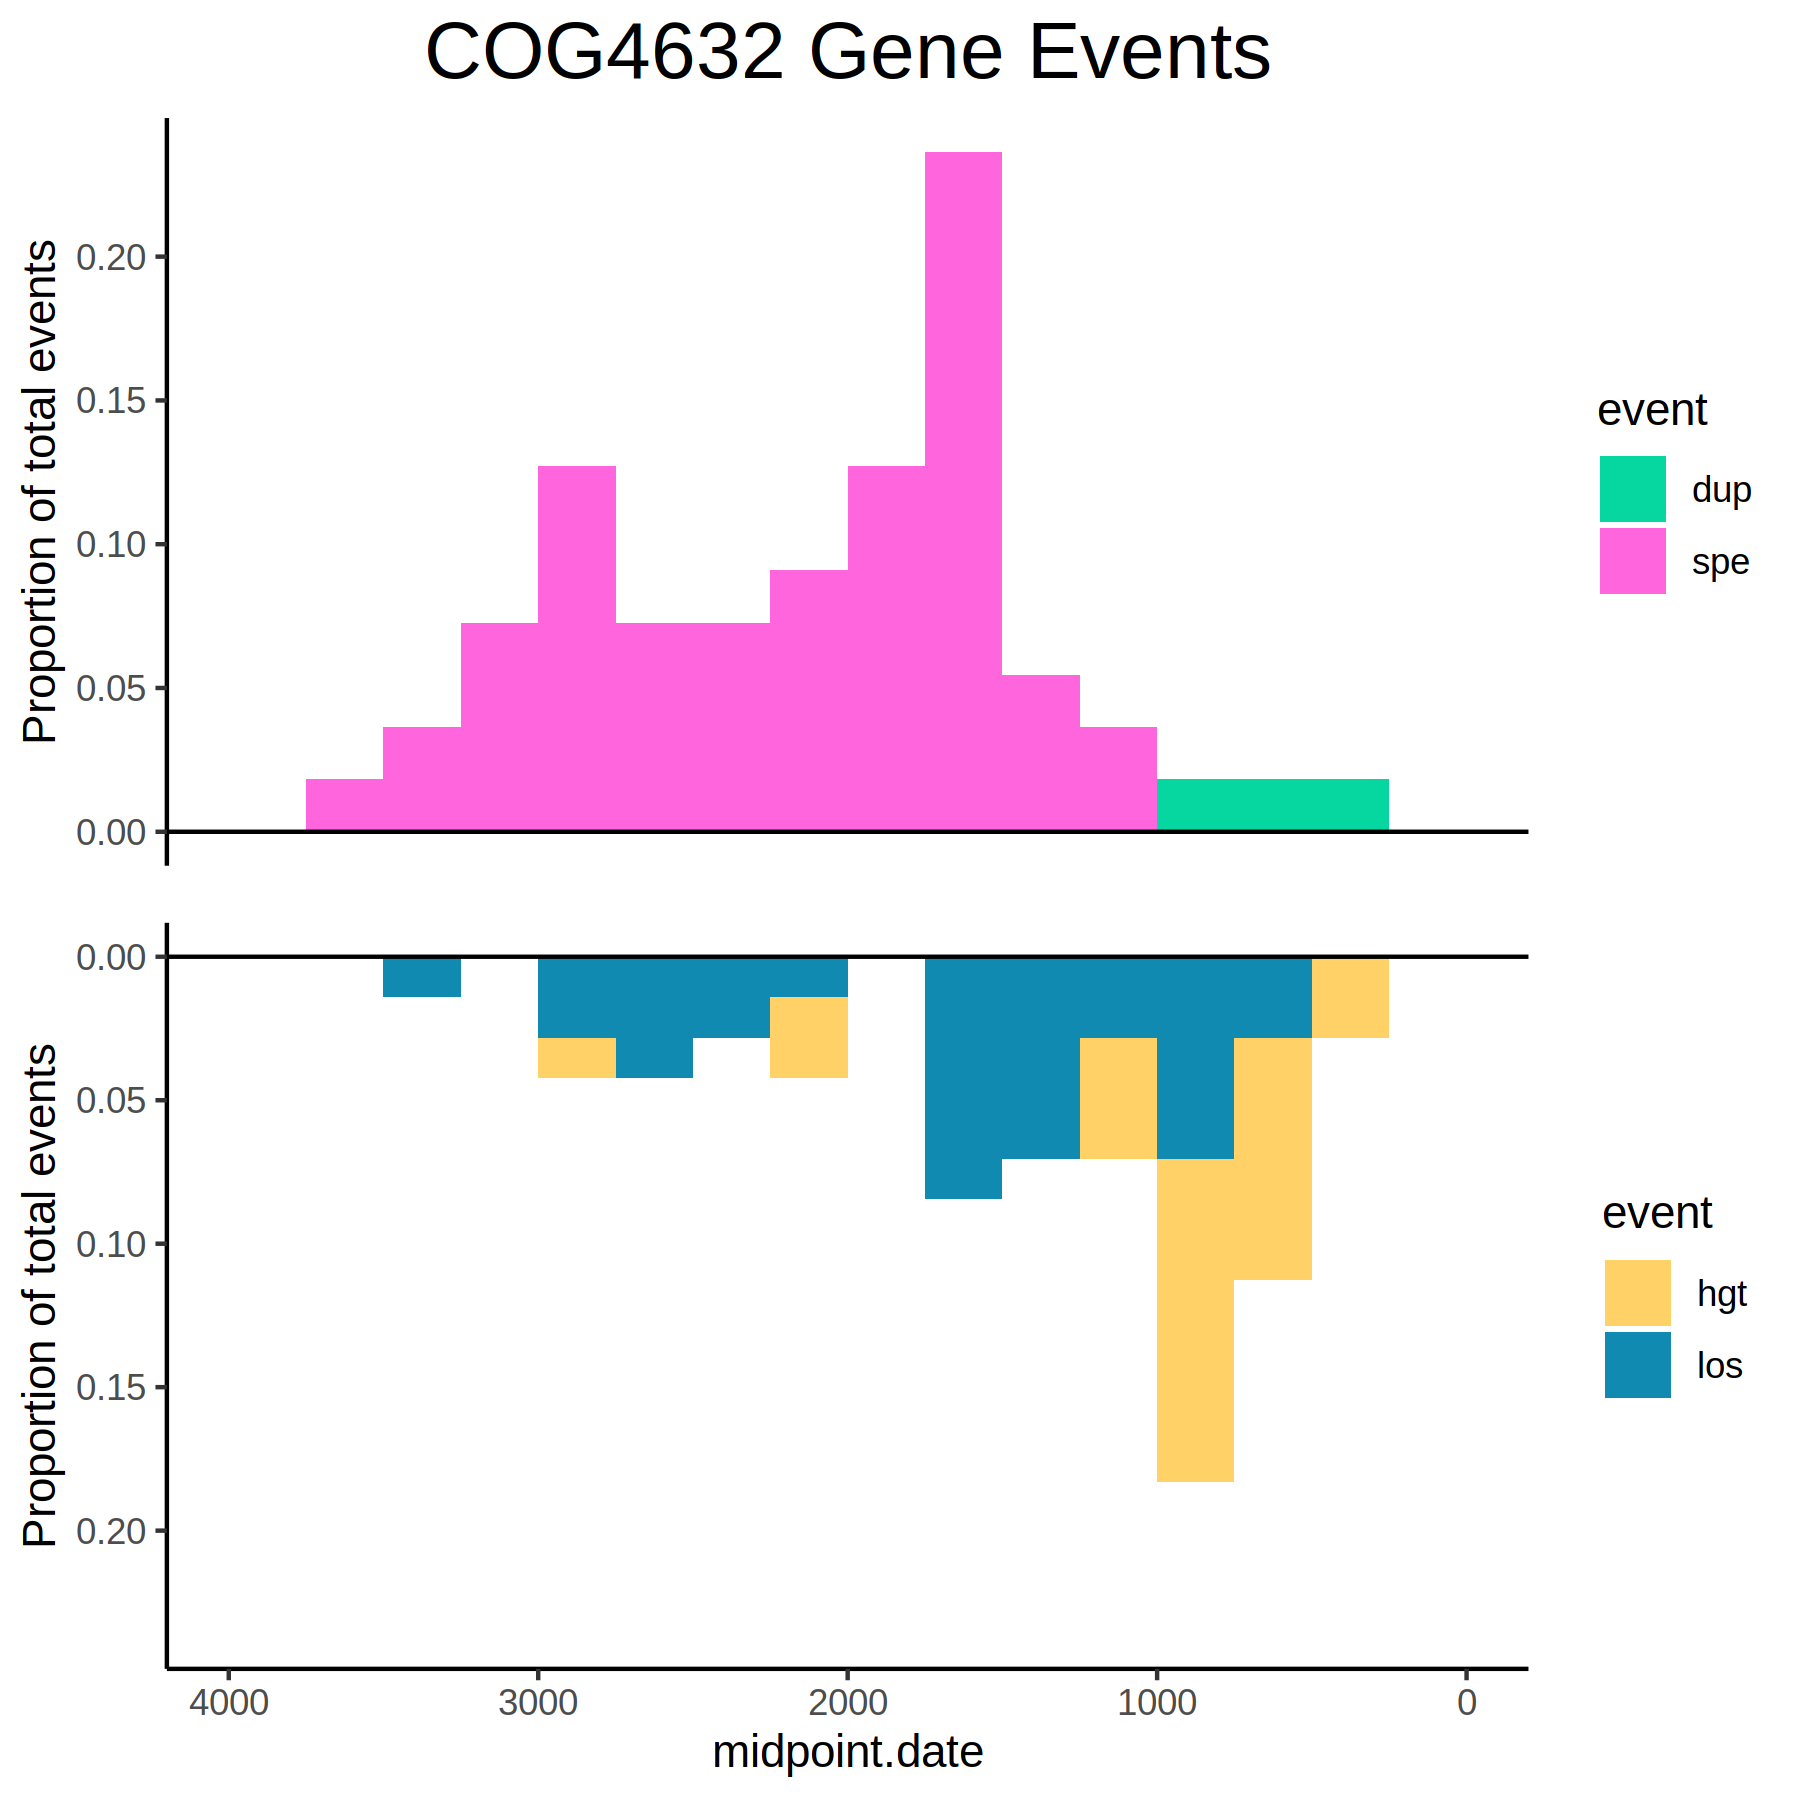 COG4632 Gene Events
Proportion of total events
0.20
0.15
0.10
0.05
0.00
event
dup
spe
Proportion of total events
0.00
0.05
0.10
0.15
0.20
event
hgt
los
4000 3000 2000 1000 0
midpoint.date